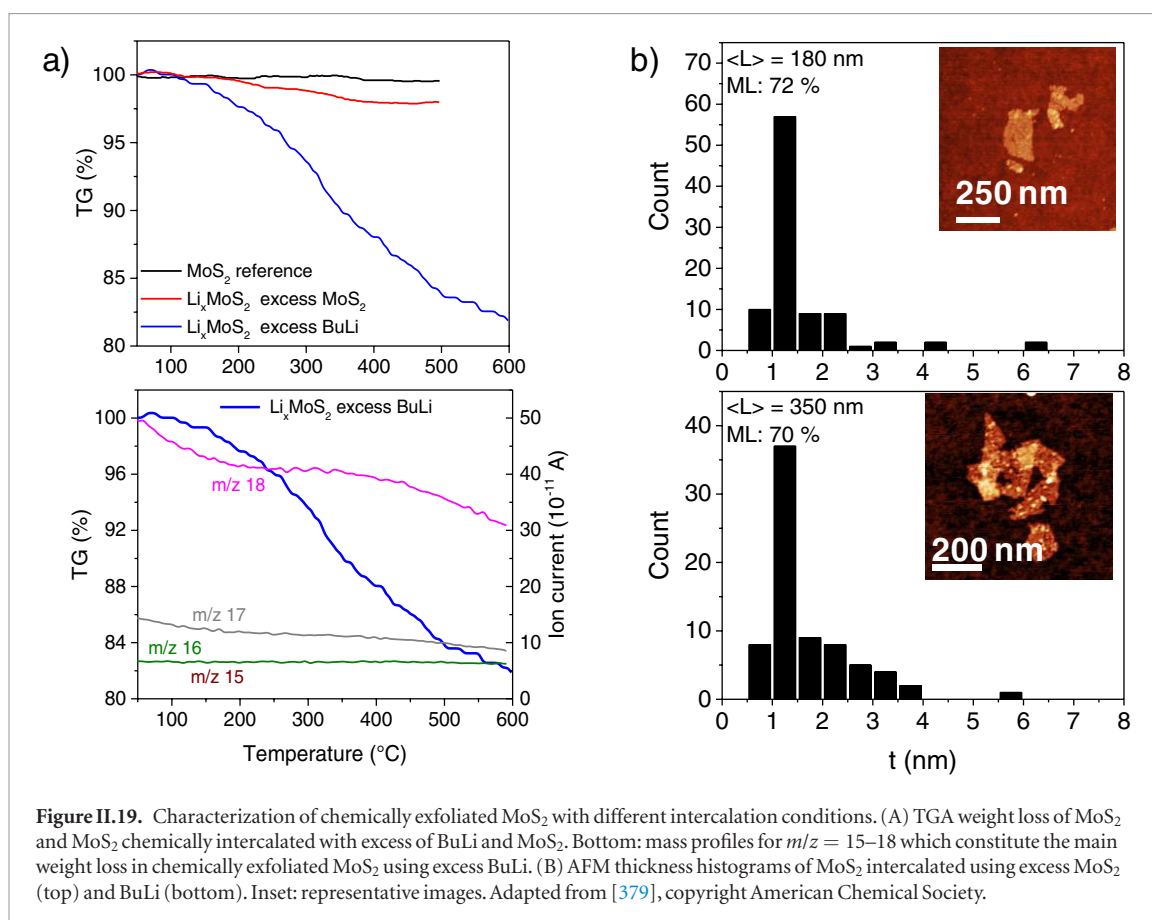 a)
100
95
90
85
80
TG (%)
MoS₂ reference
LiₓMoS₂ excess MoS₂
LiₓMoS₂ excess BuLi
100 200 300 400 500 600
LiₓMoS₂ excess BuLi
100
96
92
88
84
80
TG (%)
m/z 18
m/z 17
m/z 16
m/z 15
50
40
30
20
10
0
Ion current (10⁻¹¹ A)
100 200 300 400 500 600
Temperature (°C)
b)
<L> = 180 nm
ML: 72 %
70
60
50
40
30
20
10
0
Count
250 nm
0 1 2 3 4 5 6 7 8
<L> = 350 nm
ML: 70 %
40
30
20
10
0
Count
200 nm
0 1 2 3 4 5 6 7 8
t (nm)
Figure II.19. Characterization of chemically exfoliated MoS₂ with different intercalation conditions. (A) TGA weight loss of MoS₂
and MoS₂ chemically intercalated with excess of BuLi and MoS₂. Bottom: mass profiles for m/z = 15–18 which constitute the main
weight loss in chemically exfoliated MoS₂ using excess BuLi. (B) AFM thickness histograms of MoS₂ intercalated using excess MoS₂
(top) and BuLi (bottom). Inset: representative images. Adapted from [379], copyright American Chemical Society.